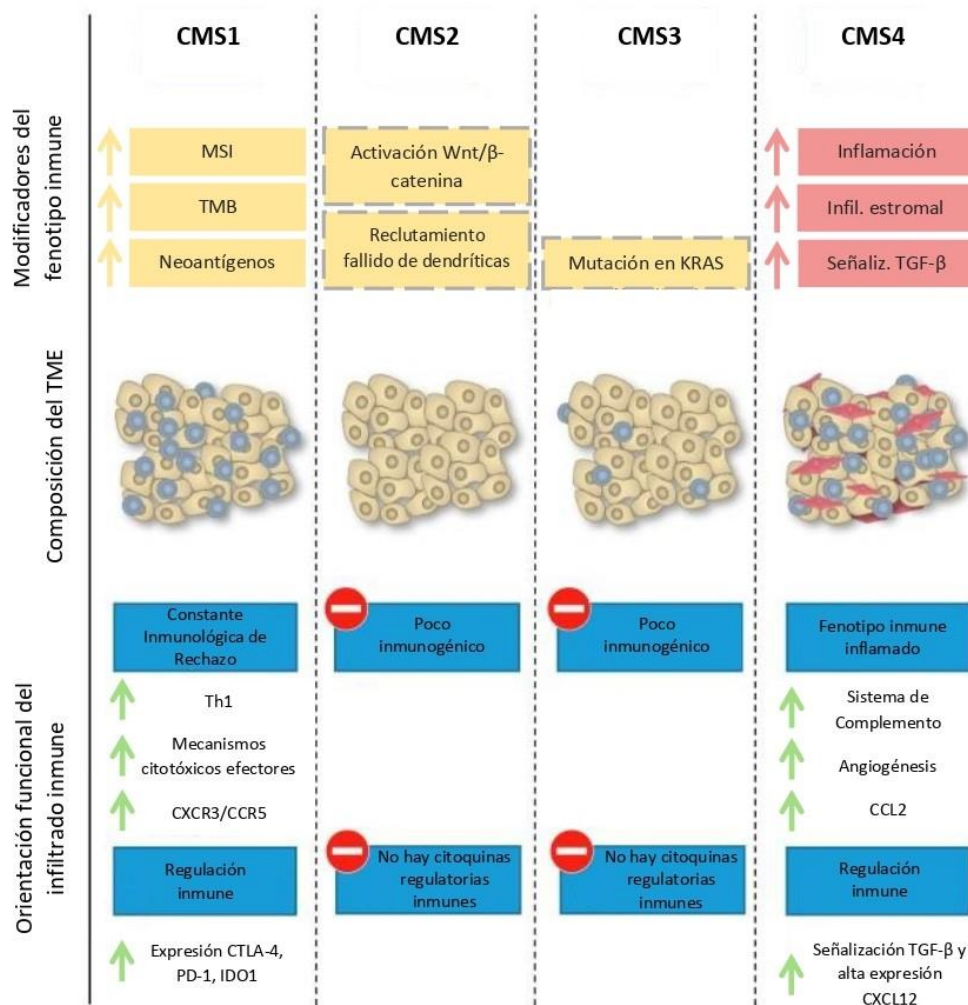 CMS1
CMS2
CMS3
CMS4
Modificadores del
fenotipo inmune
MSI
TMB
Neoantígenos
Activación Wnt/β-
catenina
Reclutamiento
fallido de dendríticas
Mutación en KRAS
Inflamación
Infil. estromal
Señaliz. TGF-β
Composición del TME
Orientación funcional del
infiltrado inmune
Constante
Inmunológica de
Rechazo
Th1
Mecanismos
citotóxicos efectores
CXCR3/CCR5
Regulación
inmune
Expresión CTLA-4,
PD-1, IDO1
Poco
inmunogénico
No hay citoquinas
regulatorias
inmunes
Poco
inmunogénico
No hay citoquinas
regulatorias
inmunes
Fenotipo inmune
inflamado
Sistema de
Complemento
Angiogénesis
CCL2
Regulación
inmune
Señalización TGF-β y
alta expresión
CXCL12